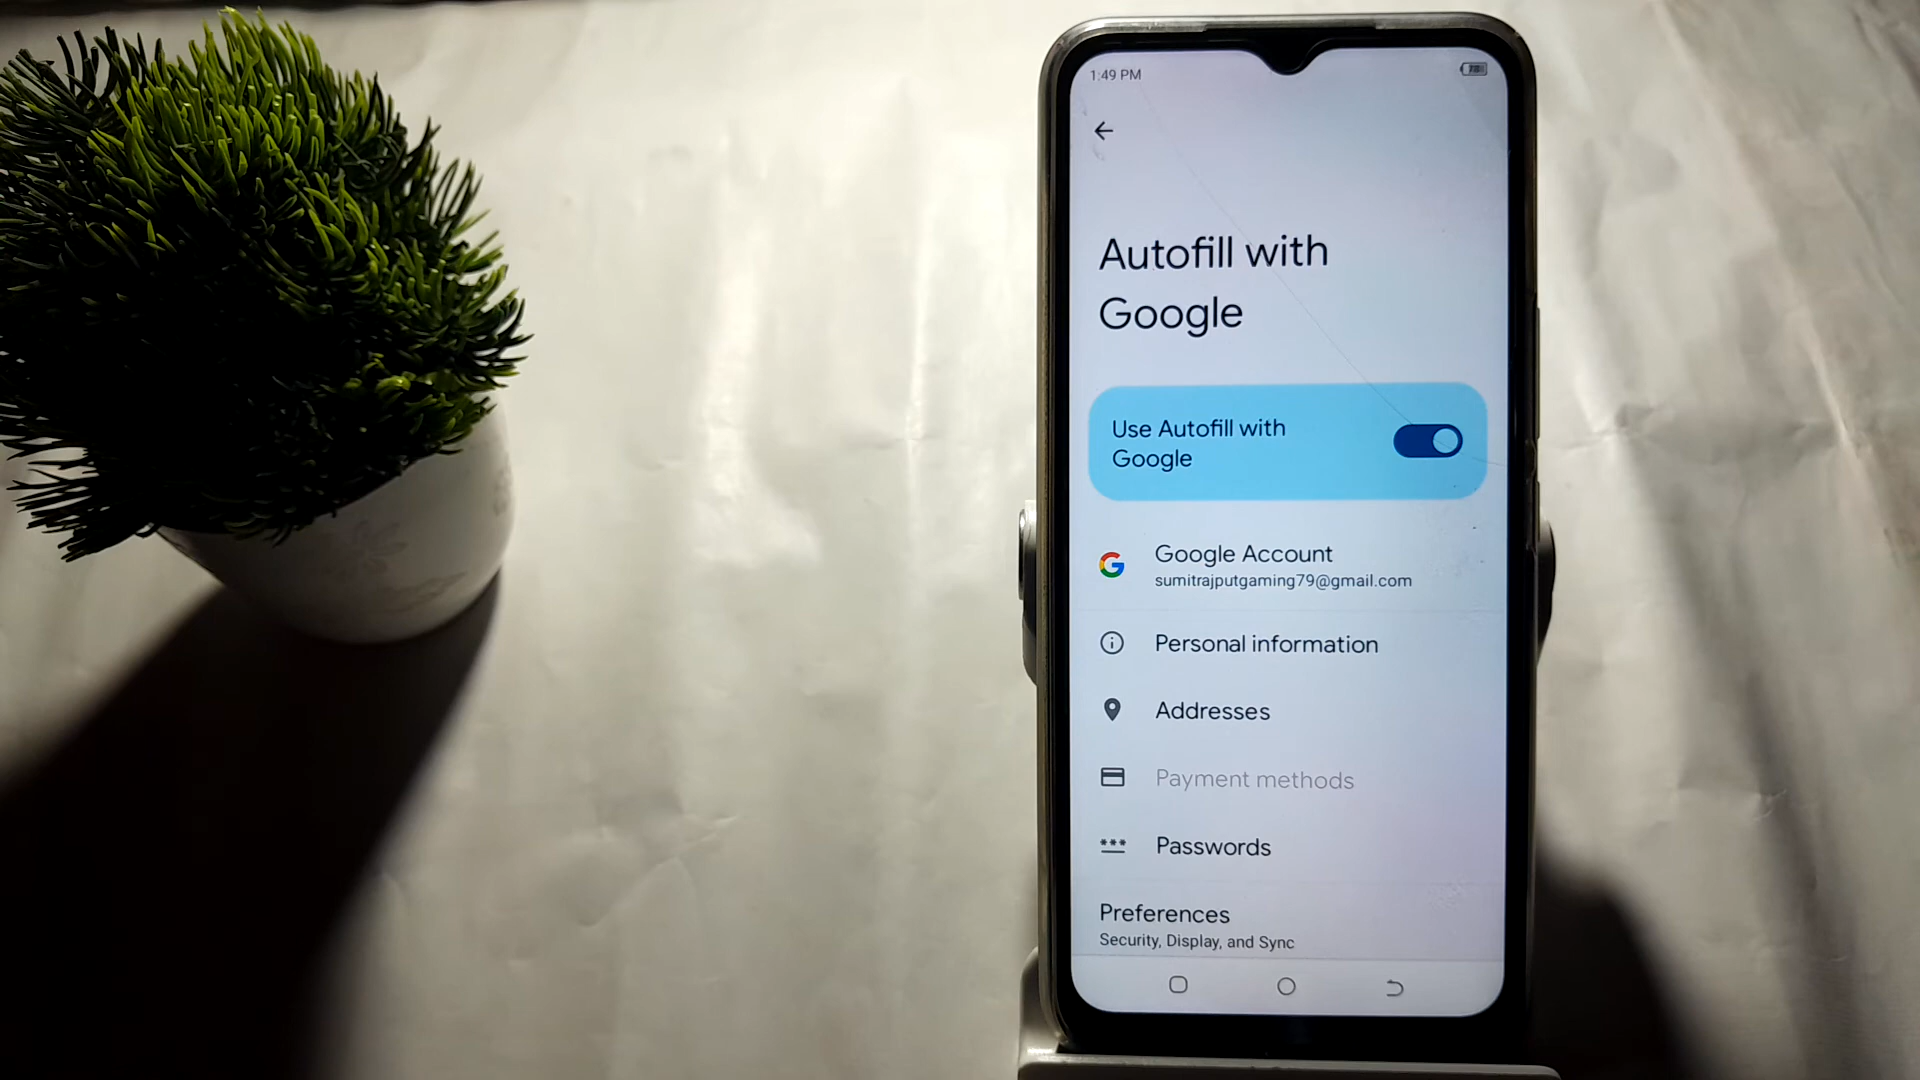 1:49 PM
Autofill with
Google
Use Autofill with
Google
Google Account
sumitrajputgaming79@gmail.com
Personal information
Addresses
Payment methods
Passwords
Preferences
Security, Display, and Sync